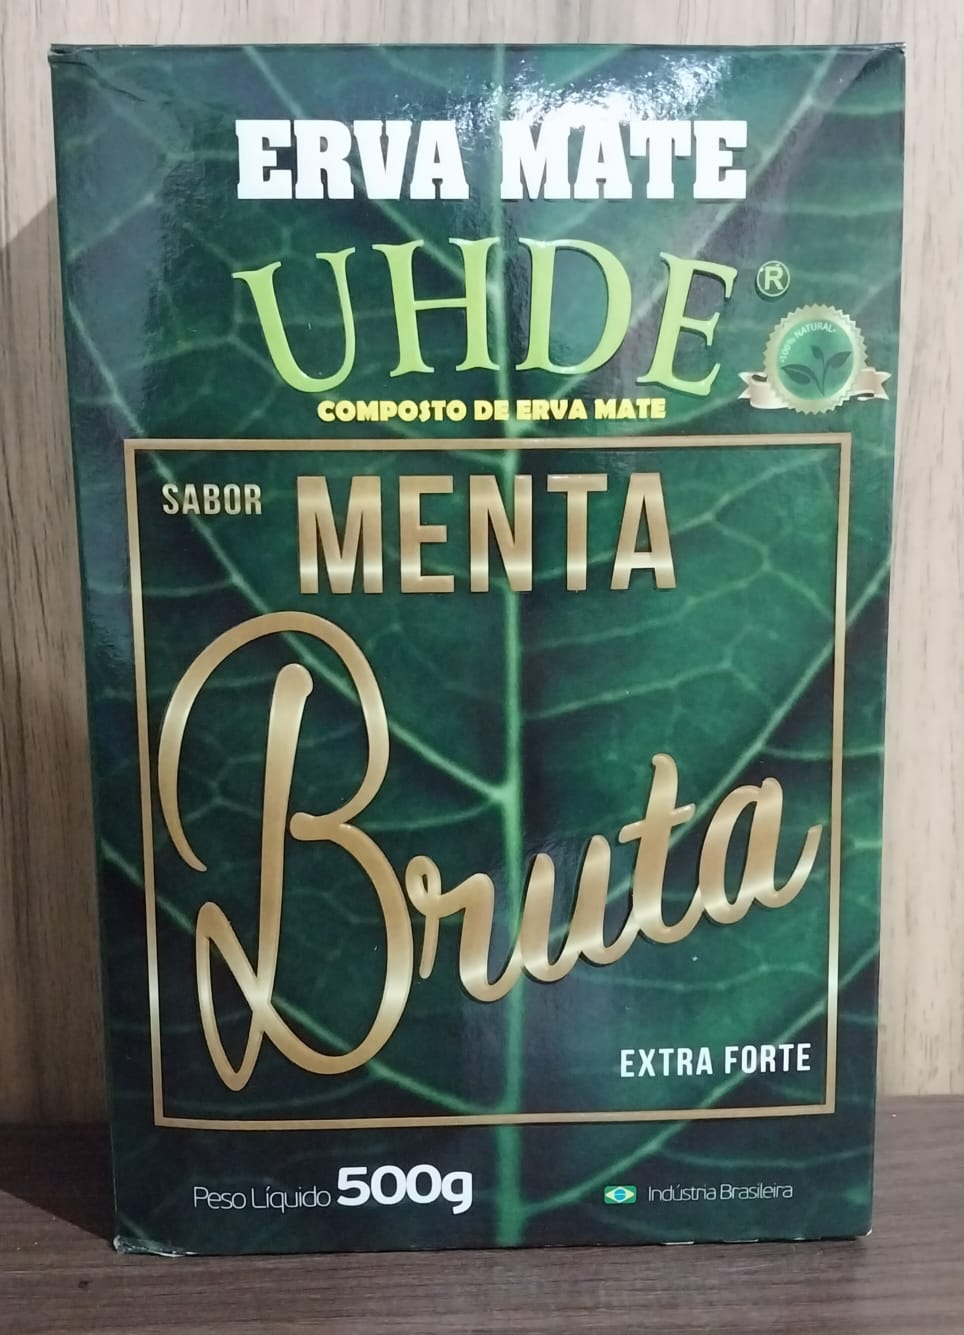 ERVA MATE
UHDE®
100% NATURAL
COMPOSTO DE ERVA MATE
SABOR MENTA
Bruta
EXTRA FORTE
Peso Líquido 500g
Indústria Brasileira